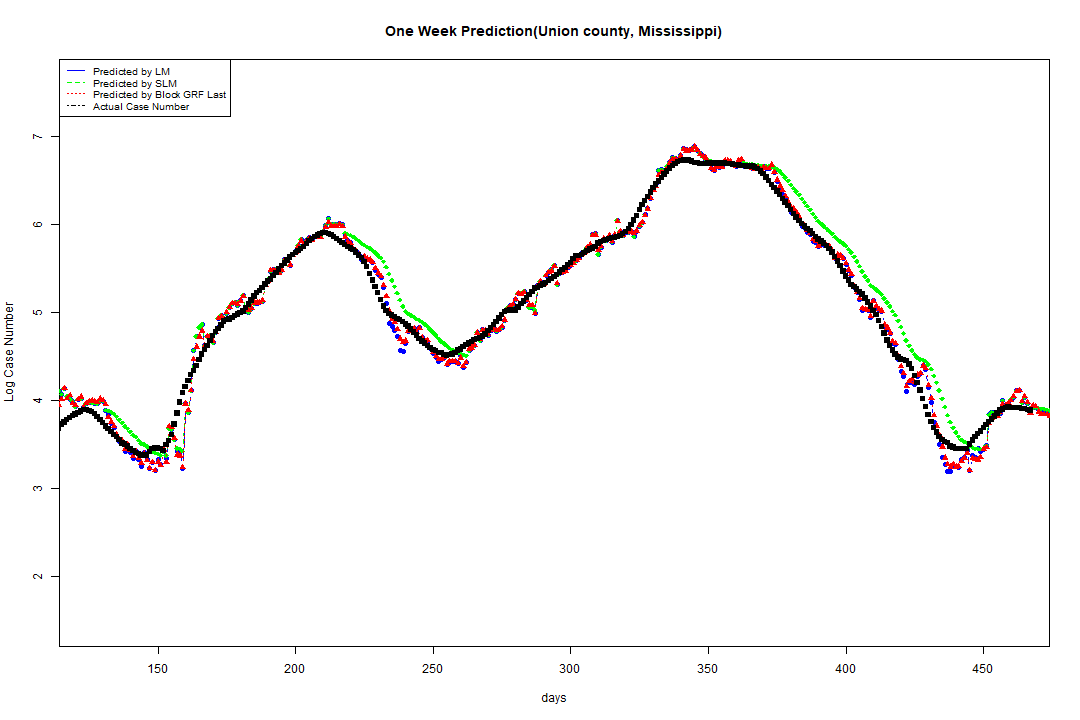 One Week Prediction(Union county, Mississippi)
Predicted by LM
Predicted by SLM
Predicted by Block GRF Last
Actual Case Number
7
6
5
4
3
2
Log Case Number
150 200 250 300 350 400 450
days